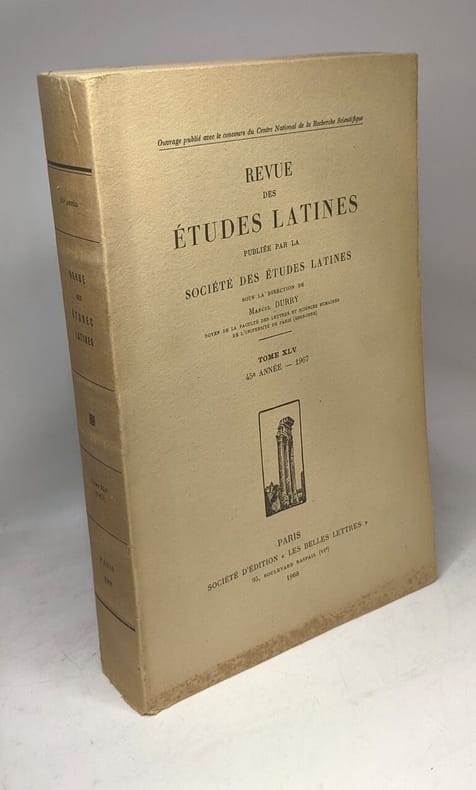 Ouvrage publié avec le concours du Centre National de la Recherche Scientifique
REVUE
DES
ÉTUDES LATINES
PUBLIÉE PAR LA
SOCIÉTÉ DES ÉTUDES LATINES
SOUS LA DIRECTION DE
MARCEL DURRY
DOYEN DE LA FACULTÉ DES LETTRES ET SCIENCES HUMAINES
DE L'UNIVERSITÉ DE PARIS (SORBONNE)
TOME XLV
45e ANNÉE — 1967
PARIS
SOCIÉTÉ D'ÉDITION « LES BELLES LETTRES »
95, BOULEVARD RASPAIL (VIe)
1968
REVUE
DES
ÉTUDES
LATINES
PARIS